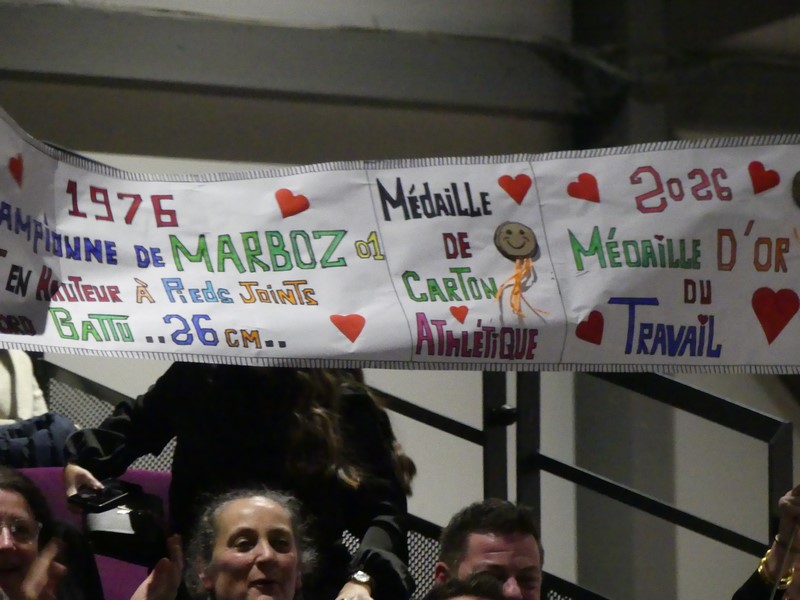 1976
CHAMPIONNE DE MARBOZ 01
EN HAUTEUR À PIEDS JOINTS
BATTU .. 26 CM..
MÉDAILLE
DE
CARTON
ATHLÉTIQUE
2026
MÉDAILLE D'OR
DU
TRAVAIL